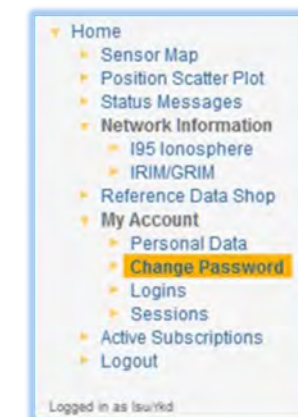 Home
Sensor Map
Position Scatter Plot
Status Messages
Network Information
I95 Ionosphere
IRIM/GRIM
Reference Data Shop
My Account
Personal Data
Change Password
Logins
Sessions
Active Subscriptions
Logout
Logged in as